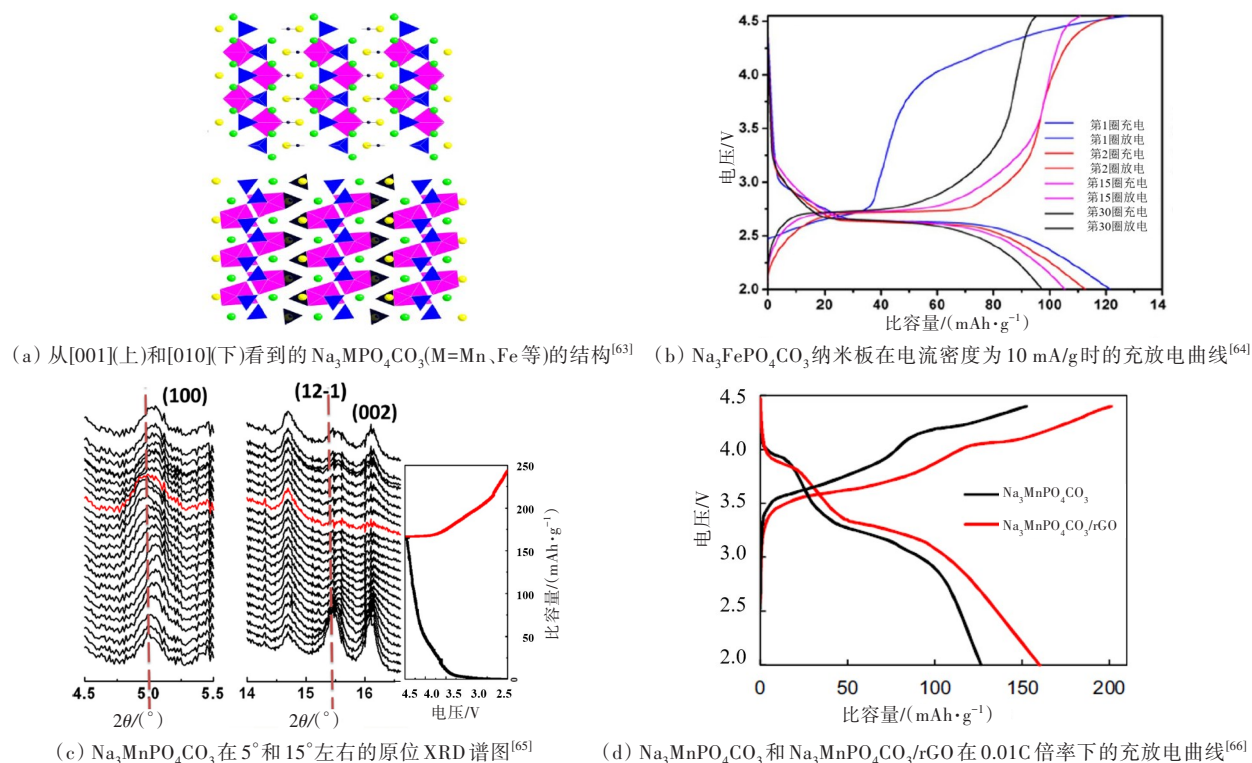 4.5
4.0
3.5
3.0
2.5
2.0
电压/V
0 20 40 60 80 100 120 14
比容量/(mAh·g⁻¹)
第1圈充电
第1圈放电
第2圈充电
第2圈放电
第15圈充电
第15圈放电
第30圈充电
第30圈放电
(a) 从[001](上)和[010](下)看到的Na₃MPO₄CO₃(M=Mn、Fe等)的结构[63]
(b) Na₃FePO₄CO₃纳米板在电流密度为10 mA/g时的充放电曲线[64]
(100)
(12-1)
(002)
4.5 5.0 5.5
2θ/(°)
14 15 16
2θ/(°)
250
200
150
100
50
0
比容量/(mAh·g⁻¹)
4.5 4.0 3.5 3.0 2.5
电压/V
4.5
4.0
3.5
3.0
2.5
2.0
电压/V
Na₃MnPO₄CO₃
Na₃MnPO₄CO₃/rGO
0 50 100 150 200
比容量/(mAh·g⁻¹)
(c) Na₃MnPO₄CO₃在5°和15°左右的原位XRD谱图[65]
(d) Na₃MnPO₄CO₃和Na₃MnPO₄CO₃/rGO在0.01C倍率下的充放电曲线[66]